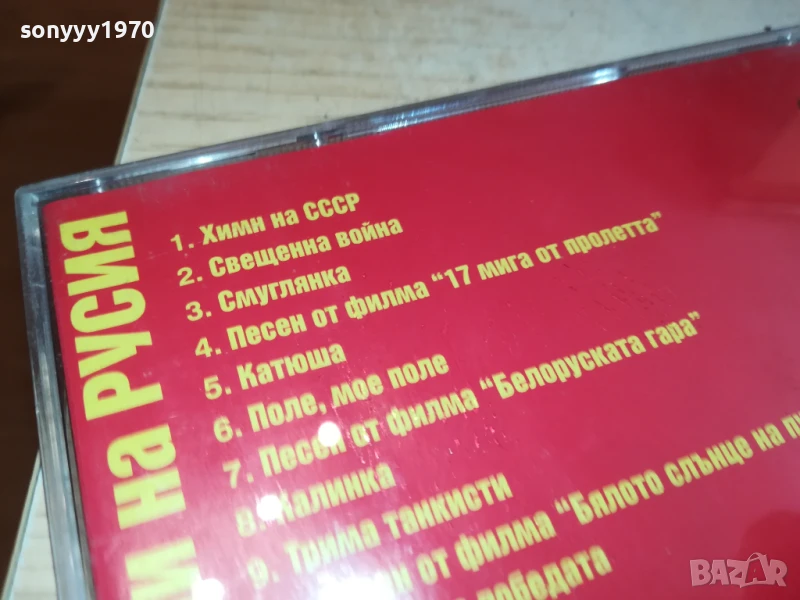 sonyyy1970
на РУСИЯ
1. Химн на СССР
2. Свещенна война
3. Смуглянка
4. Песен от филма “17 мига от пролетта”
5. Катюша
6. Поле, мое поле
7. Песен от филма “Белоруската гара”
8. Калинка
9. Трима танкисти
от филма “Бялото слънце на
победата
BAZAR